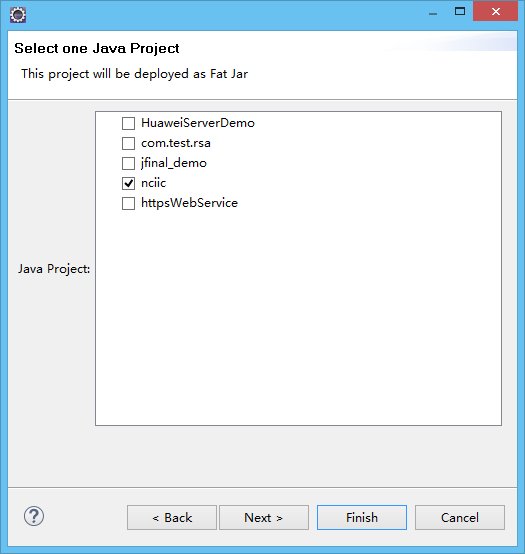 Select one Java Project
This project will be deployed as Fat Jar
HuaweiServerDemo
com.test.rsa
jfinal_demo
nciic
httpsWebService
Java Project:
?
< Back
Next >
Finish
Cancel